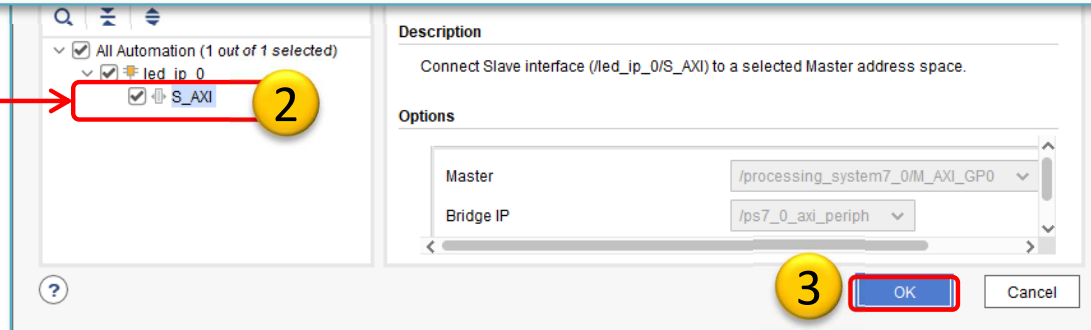 All Automation (1 out of 1 selected)
led_ip_0
S_AXI
2
Description
Connect Slave interface (/led_ip_0/S_AXI) to a selected Master address space.
Options
Master /processing_system7_0/M_AXI_GP0
Bridge IP /ps7_0_axi_periph
?
3
OK
Cancel